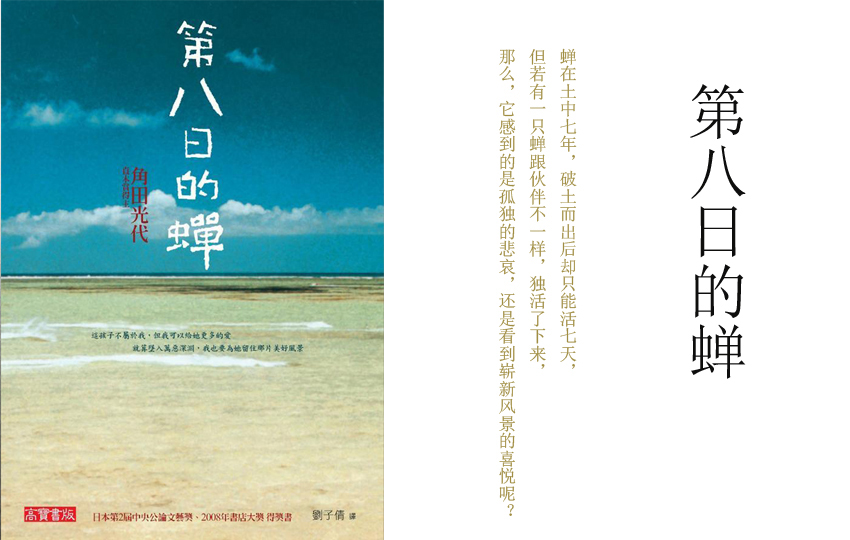 第八日的蟬
角田光代
直木賞得主
這孩子不屬於我，但我可以給她更多的愛
就算墜入萬惡深淵，我也要為她留住那片美好風景
高寶書版
日本第2屆中央公論文藝獎、2008年書店大獎 得獎書
劉子倩 譯
第八日的蝉
蝉在土中七年，破土而出后却只能活七天，
但若有一只蝉跟伙伴不一样，独活了下来，
那么，它感到的是孤独的悲哀，还是看到崭新风景的喜悦呢？